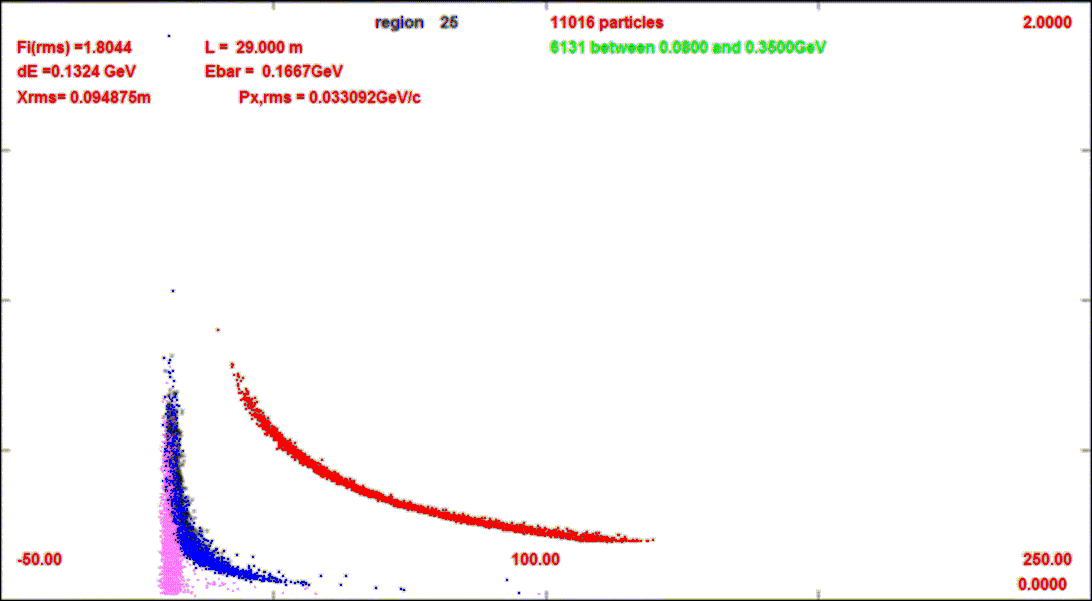 region 25 11016 particles 2.0000
Fi(rms) =1.8044 L = 29.000 m 6131 between 0.0800 and 0.3500GeV
dE =0.1324 GeV Ebar = 0.1667GeV
Xrms= 0.094875m Px,rms = 0.033092GeV/c
-50.00 100.00 250.00
0.0000